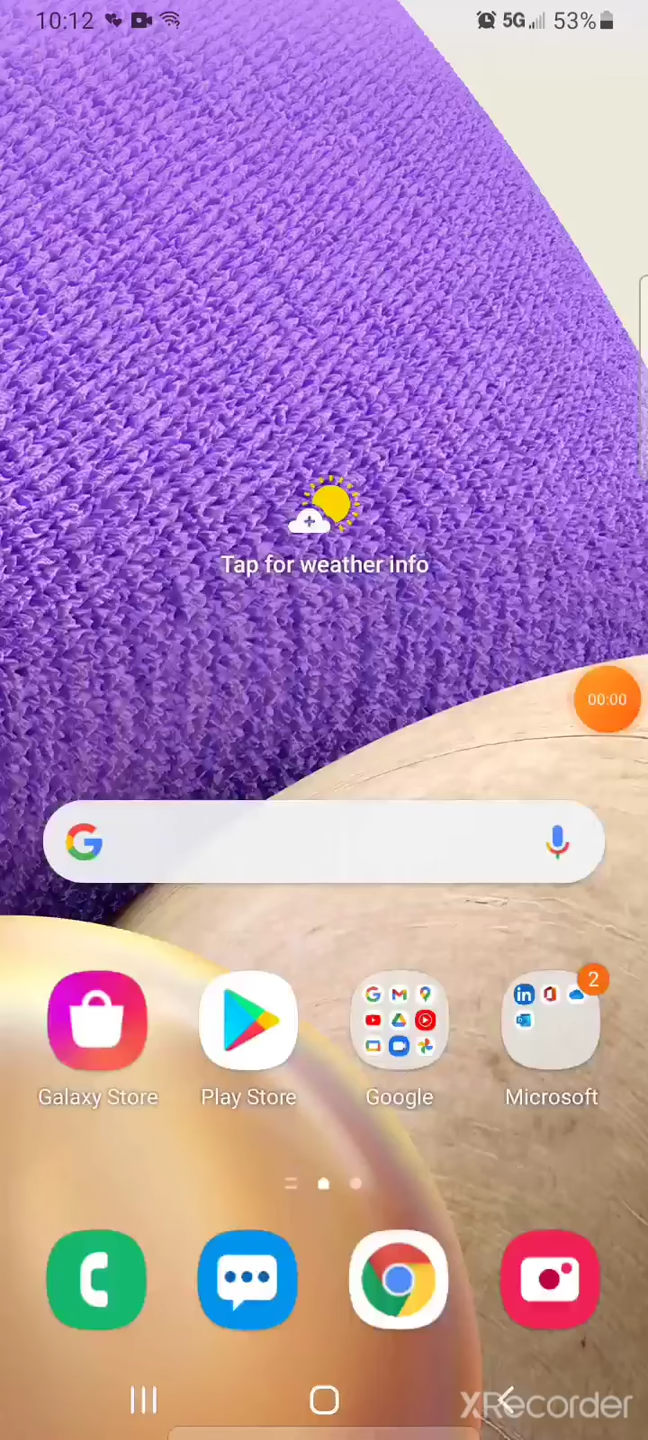 10:12 5G 53%
Tap for weather info
00:00
2
Galaxy Store Play Store Google Microsoft
XRecorder